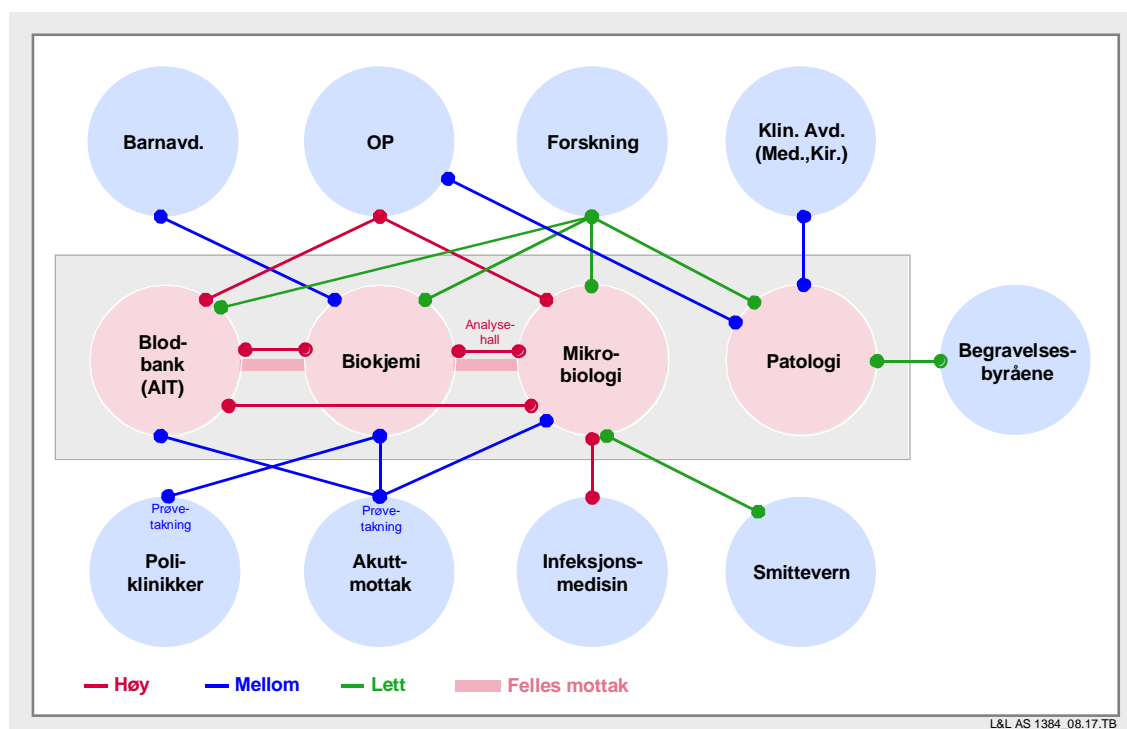 Barnavd.
OP
Forskning
Klin. Avd.
(Med.,Kir.)
Blod-
bank
(AIT)
Biokjemi
Analyse-
hall
Mikro-
biologi
Patologi
Begravelses-
byråene
Prøve-
takning
Poli-
klinikker
Prøve-
takning
Akutt-
mottak
Infeksjons-
medisin
Smittevern
Høy
Mellom
Lett
Felles mottak
L&L AS 1384_08.17.TB